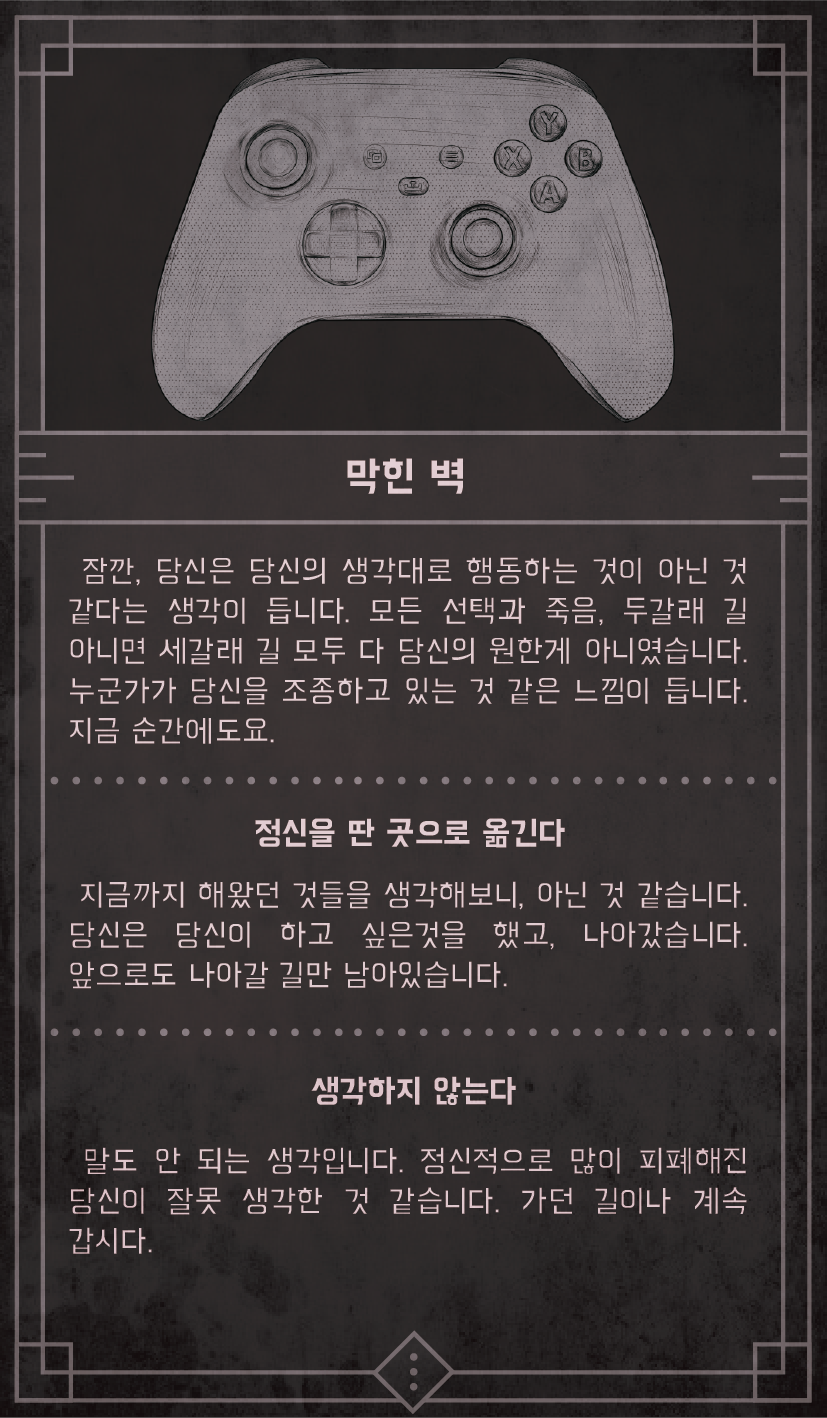 Y
X
B
A
막힌 벽
잠깐, 당신은 당신의 생각대로 행동하는 것이 아닌 것
같다는 생각이 듭니다. 모든 선택과 죽음, 두갈래 길
아니면 세갈래 길 모두 다 당신의 원한게 아니였습니다.
누군가가 당신을 조종하고 있는 것 같은 느낌이 듭니다.
지금 순간에도요.
정신을 딴 곳으로 옮긴다
지금까지 해왔던 것들을 생각해보니, 아닌 것 같습니다.
당신은 당신이 하고 싶은것을 했고, 나아갔습니다.
앞으로도 나아갈 길만 남아있습니다.
생각하지 않는다
말도 안 되는 생각입니다. 정신적으로 많이 피폐해진
당신이 잘못 생각한 것 같습니다. 가던 길이나 계속
갑시다.